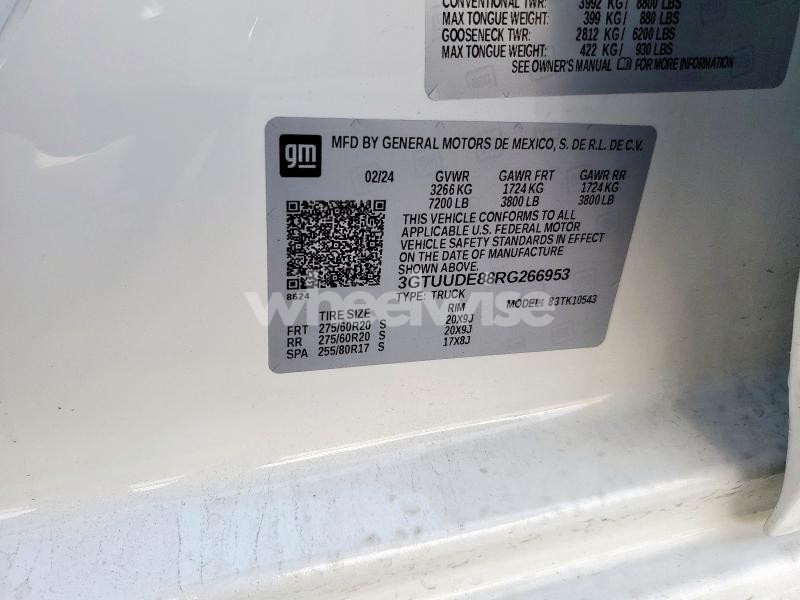 CONVENTIONAL TWR: 3992 KG/ 8800 LBS
MAX TONGUE WEIGHT: 399 KG/ 880 LBS
GOOSENECK TWR: 2812 KG/ 6200 LBS
MAX TONGUE WEIGHT: 422 KG/ 930 LBS
SEE OWNER'S MANUAL FOR MORE INFORMATION
gm MFD BY GENERAL MOTORS DE MEXICO, S. DE R.L. DE C.V.
02/24 GVWR GAWR FRT GAWR RR
3266 KG 1724 KG 1724 KG
7200 LB 3800 LB 3800 LB
THIS VEHICLE CONFORMS TO ALL
APPLICABLE U.S. FEDERAL MOTOR
VEHICLE SAFETY STANDARDS IN EFFECT
ON THE DATE OF MANUFACTURE
SHOWN ABOVE.
3GTUUDE88RG266953
8624 TYPE: TRUCK MODEL: 83TK10543
wheelwise
TIRE SIZE RIM
FRT 275/60R20 S 20X9J
RR 275/60R20 S 20X9J
SPA 255/80R17 S 17X8J